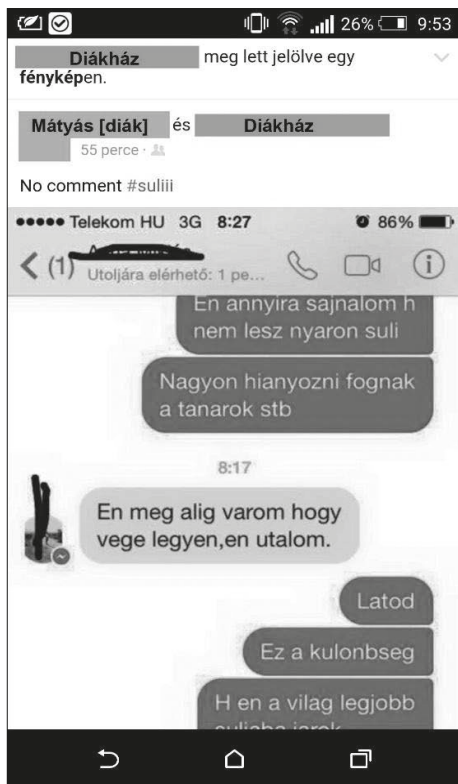 26% 9:53
Diákház meg lett jelölve egy
fényképen.
Mátyás [diák] és Diákház
55 perce
No comment #suliii
Telekom HU 3G 8:27 86%
(1)
Utoljára elérhető: 1 pe...
En annyira sajnalom h
nem lesz nyaron suli
Nagyon hianyozni fognak
a tanarok stb
8:17
En meg alig varom hogy
vege legyen,en utalom.
Latod
Ez a kulonbseg
H en a vilag legjobb
suliaba jarok